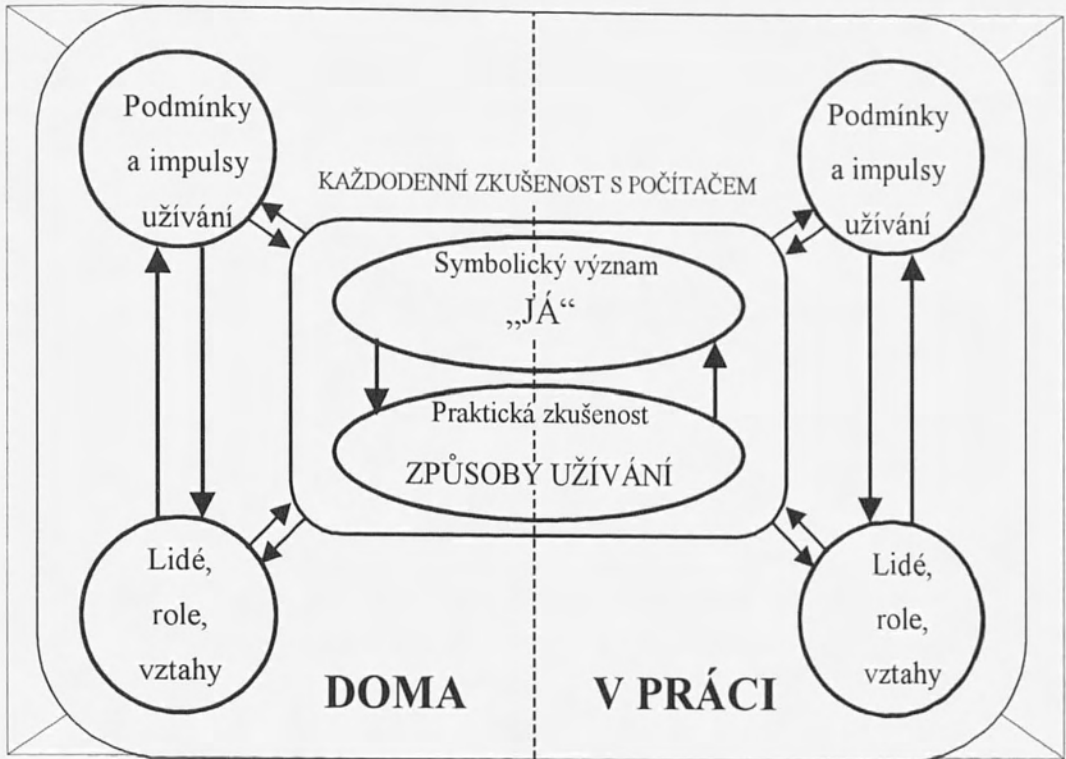 Podmínky
a impulsy
užívání
Podmínky
a impulsy
užívání
KAŽDODENNÍ ZKUŠENOST S POČÍTAČEM
Symbolický význam
„JÁ“
Praktická zkušenost
ZPŮSOBY UŽÍVÁNÍ
Lidé,
role,
vztahy
Lidé,
role,
vztahy
DOMA
V PRÁCI